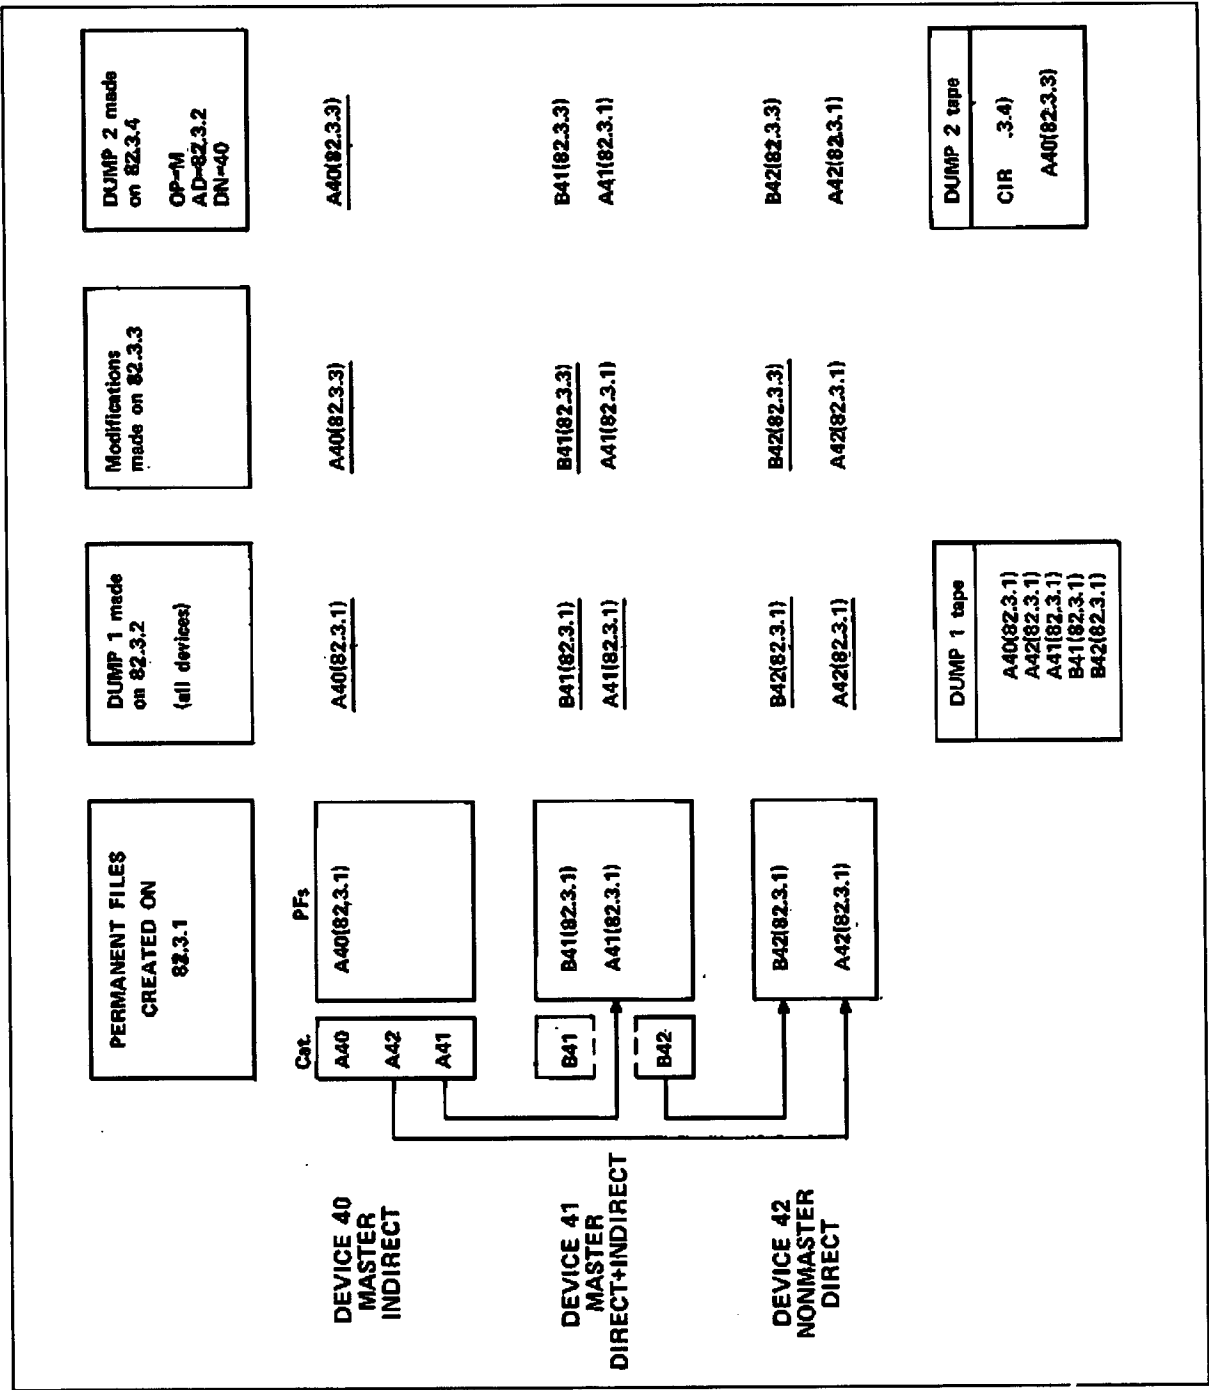 PERMANENT FILES
CREATED ON
82.3.1
DUMP 1 made
on 82.3.2
(all devices)
Modifications
made on 82.3.3
DUMP 2 made
on 82.3.4
OP=M
AD=82.3.2
DN=40
Cat.
PFs
DEVICE 40
MASTER
INDIRECT
A40
A42
A41
A40(82.3.1)
A40(82.3.1)
A40(82.3.3)
A40(82.3.3)
DEVICE 41
MASTER
DIRECT+INDIRECT
B41
B42
B41(82.3.1)
A41(82.3.1)
B41(82.3.1)
A41(82.3.1)
B41(82.3.3)
A41(82.3.1)
B41(82.3.3)
A41(82.3.1)
DEVICE 42
NONMASTER
DIRECT
B42(82.3.1)
A42(82.3.1)
B42(82.3.1)
A42(82.3.1)
B42(82.3.3)
A42(82.3.1)
B42(82.3.3)
A42(82.3.1)
DUMP 1 tape
A40(82.3.1)
A42(82.3.1)
A41(82.3.1)
B41(82.3.1)
B42(82.3.1)
DUMP 2 tape
CIR .3.4)
A40(82.3.3)